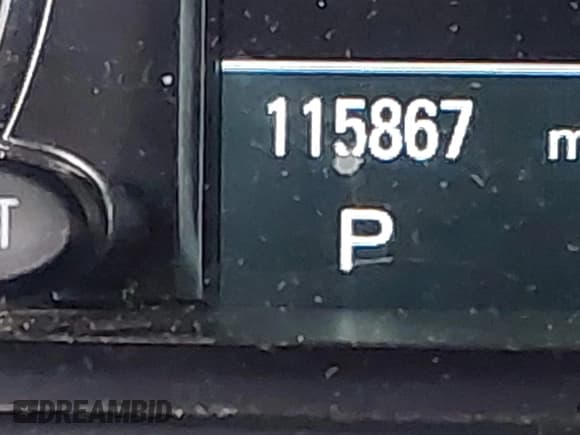 115867 m
P
T
DREAMBID